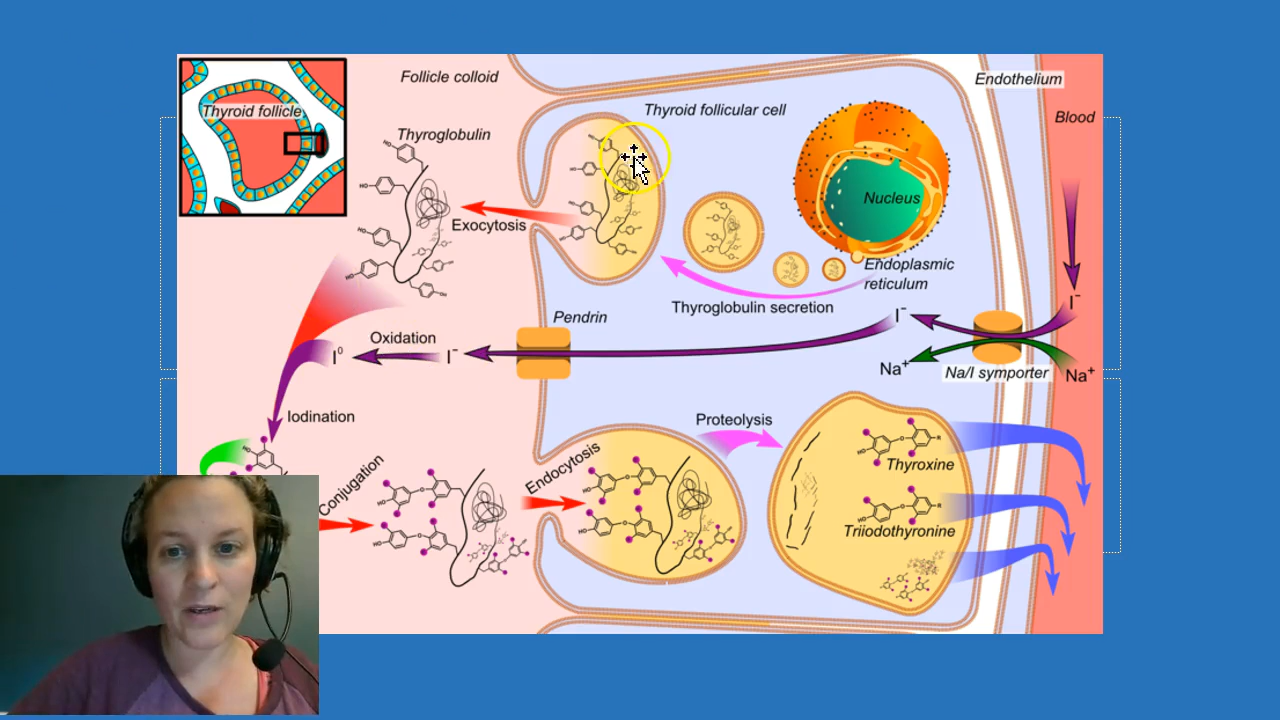 Follicle colloid
Endothelium
Thyroid follicle
Thyroid follicular cell
Blood
Thyroglobulin
Nucleus
Exocytosis
Endoplasmic
reticulum
Thyroglobulin secretion
I⁻
I⁻
Pendrin
Oxidation
I⁰
I⁻
Na⁺
Na/I symporter
Na⁺
Iodination
Proteolysis
Conjugation
Endocytosis
Thyroxine
Triiodothyronine